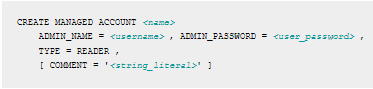 CREATE MANAGED ACCOUNT <name>
ADMIN_NAME = <username> , ADMIN_PASSWORD = <user_password> ,
TYPE = READER ,
[ COMMENT = '<string_literal>' ]